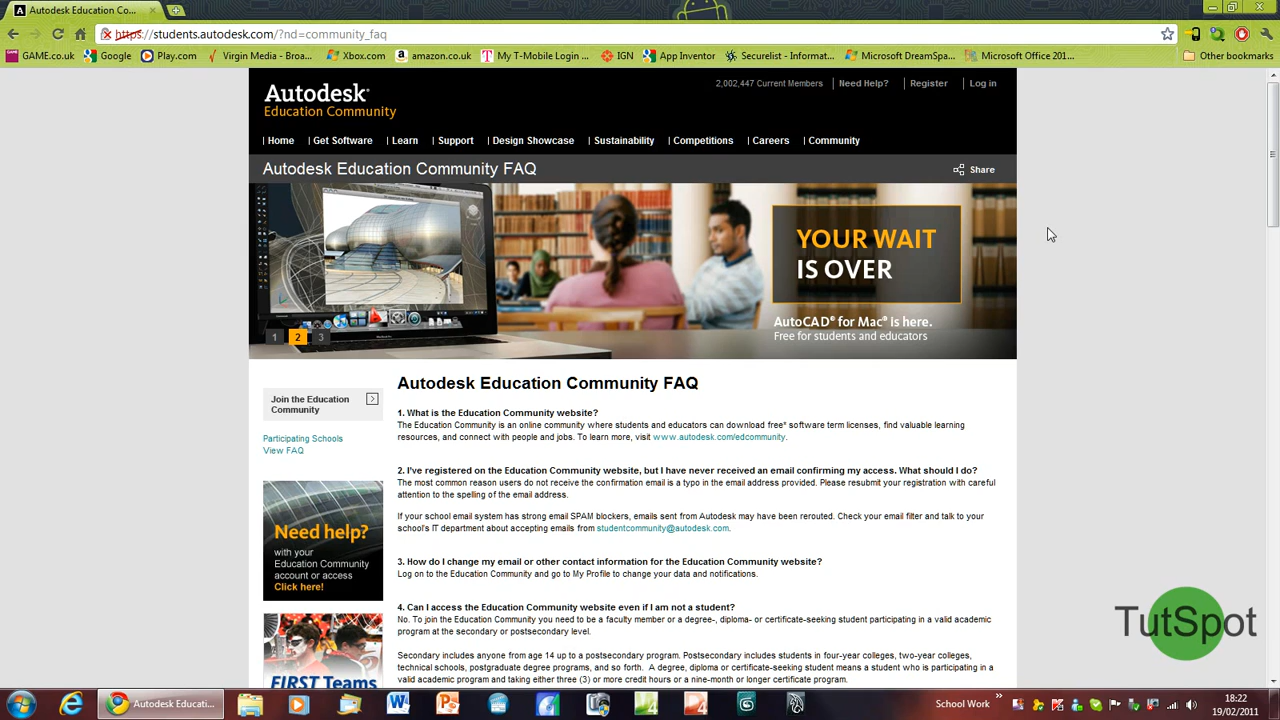 Autodesk Education Com
https://students.autodesk.com/?nd=community_faq
GAME.co.uk Google Play.com Virgin Media - Broa... Xbox.com amazon.co.uk My T-Mobile Login ... IGN App Inventor Securelist - Informat... Microsoft DreamSpa... Microsoft Office 201... Other bookmarks
Autodesk®
Education Community
2,002,447 Current Members Need Help? Register Log in
Home Get Software Learn Support Design Showcase Sustainability Competitions Careers Community
Autodesk Education Community FAQ
Share
YOUR WAIT
IS OVER
AutoCAD® for Mac® is here.
Free for students and educators
1 2 3
Join the Education
Community
Participating Schools
View FAQ
Need help?
with your
Education Community
account or access
Click here!
FIRST Teams
Autodesk Education Community FAQ
1. What is the Education Community website?
The Education Community is an online community where students and educators can download free* software term licenses, find valuable learning
resources, and connect with people and jobs. To learn more, visit www.autodesk.com/edcommunity.
2. I've registered on the Education Community website, but I have never received an email confirming my access. What should I do?
The most common reason users do not receive the confirmation email is a typo in the email address provided. Please resubmit your registration with careful
attention to the spelling of the email address.
If your school email system has strong email SPAM blockers, emails sent from Autodesk may have been rerouted. Check your email filter and talk to your
school's IT department about accepting emails from studentcommunity@autodesk.com.
3. How do I change my email or other contact information for the Education Community website?
Log on to the Education Community and go to My Profile to change your data and notifications.
4. Can I access the Education Community website even if I am not a student?
No. To join the Education Community you need to be a faculty member or a degree-, diploma- or certificate-seeking student participating in a valid academic
program at the secondary or postsecondary level.
Secondary includes anyone from age 14 up to a postsecondary program. Postsecondary includes students in four-year colleges, two-year colleges,
technical schools, postgraduate degree programs, and so forth. A degree, diploma or certificate-seeking student means a student who is participating in a
valid academic program and taking either three (3) or more credit hours or a nine-month or longer certificate program.
TutSpot
Autodesk Educati...
School Work
»
18:22
19/02/2011